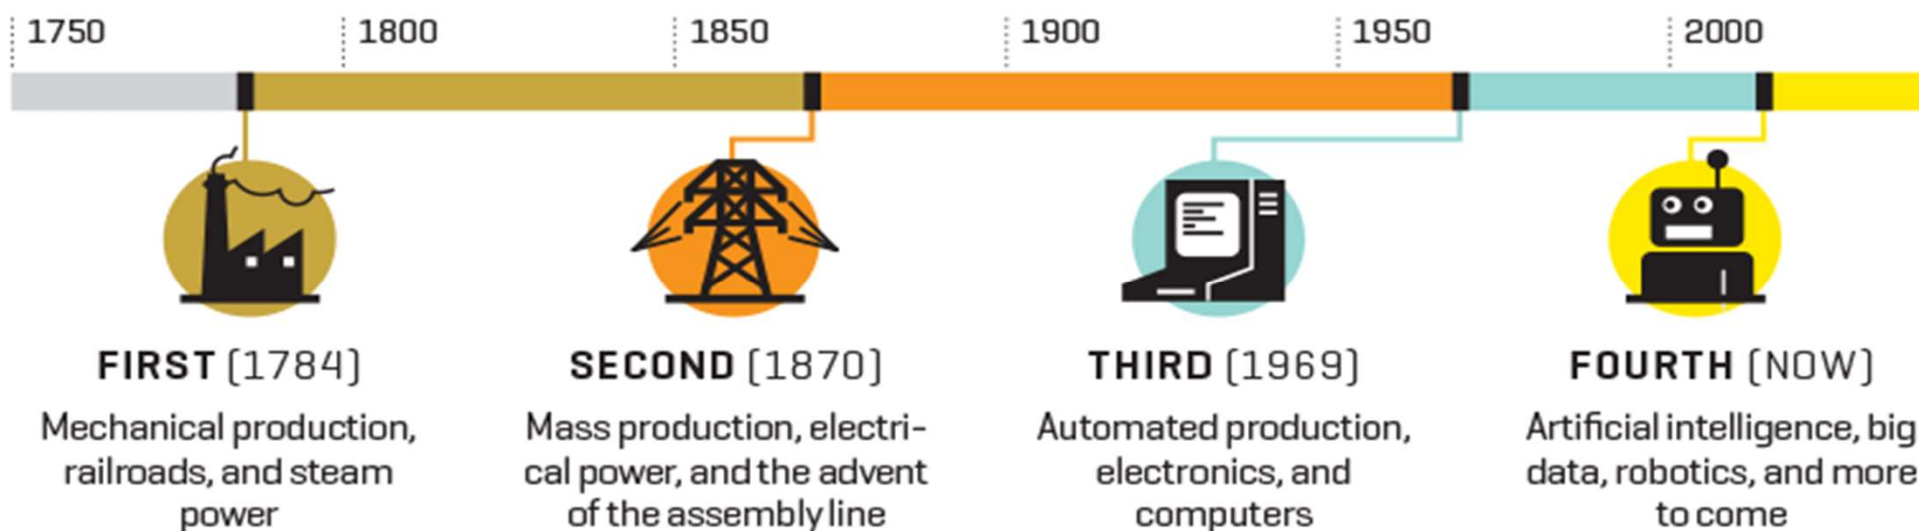 1750 1800 1850 1900 1950 2000
FIRST (1784)
Mechanical production,
railroads, and steam
power
SECOND (1870)
Mass production, electri-
cal power, and the advent
of the assembly line
THIRD (1969)
Automated production,
electronics, and
computers
FOURTH (NOW)
Artificial intelligence, big
data, robotics, and more
to come